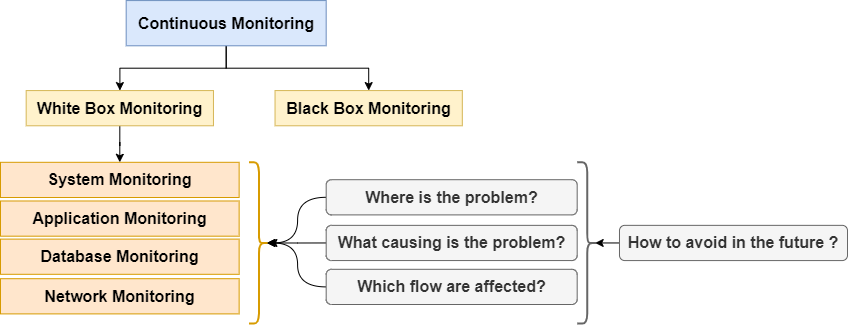 Continuous Monitoring
White Box Monitoring
Black Box Monitoring
System Monitoring
Application Monitoring
Database Monitoring
Network Monitoring
Where is the problem?
What causing is the problem?
Which flow are affected?
How to avoid in the future ?